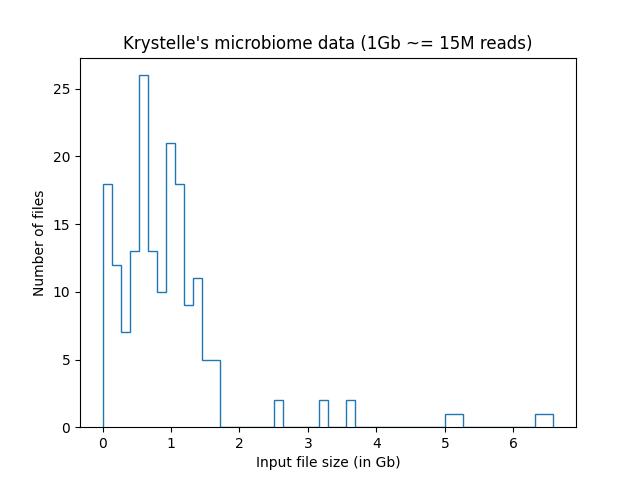 Krystelle's microbiome data (1Gb ~= 15M reads)
25
20
15
10
5
0
Number of files
0 1 2 3 4 5 6
Input file size (in Gb)